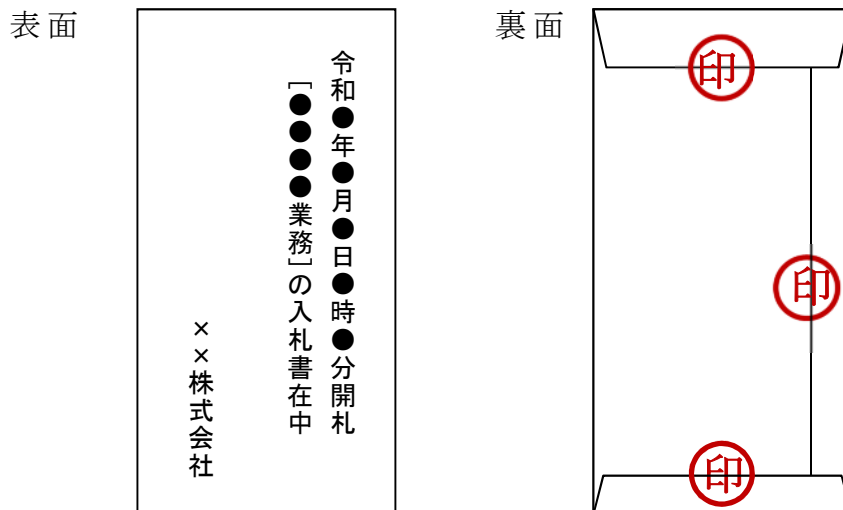 表面
令和●年●月●日●時●分開札
［●●●●業務］の入札書在中
××株式会社
裏面
印
印
印